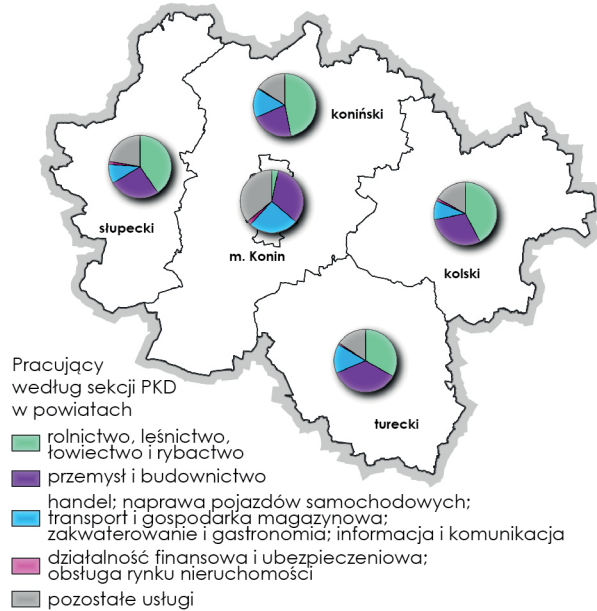 koniński
słupecki
m. Konin
kolski
turecki
Pracujący
według sekcji PKD
w powiatach
rolnictwo, leśnictwo,
łowiectwo i rybactwo
przemysł i budownictwo
handel; naprawa pojazdów samochodowych;
transport i gospodarka magazynowa;
zakwaterowanie i gastronomia; informacja i komunikacja
działalność finansowa i ubezpieczeniowa;
obsługa rynku nieruchomości
pozostałe usługi